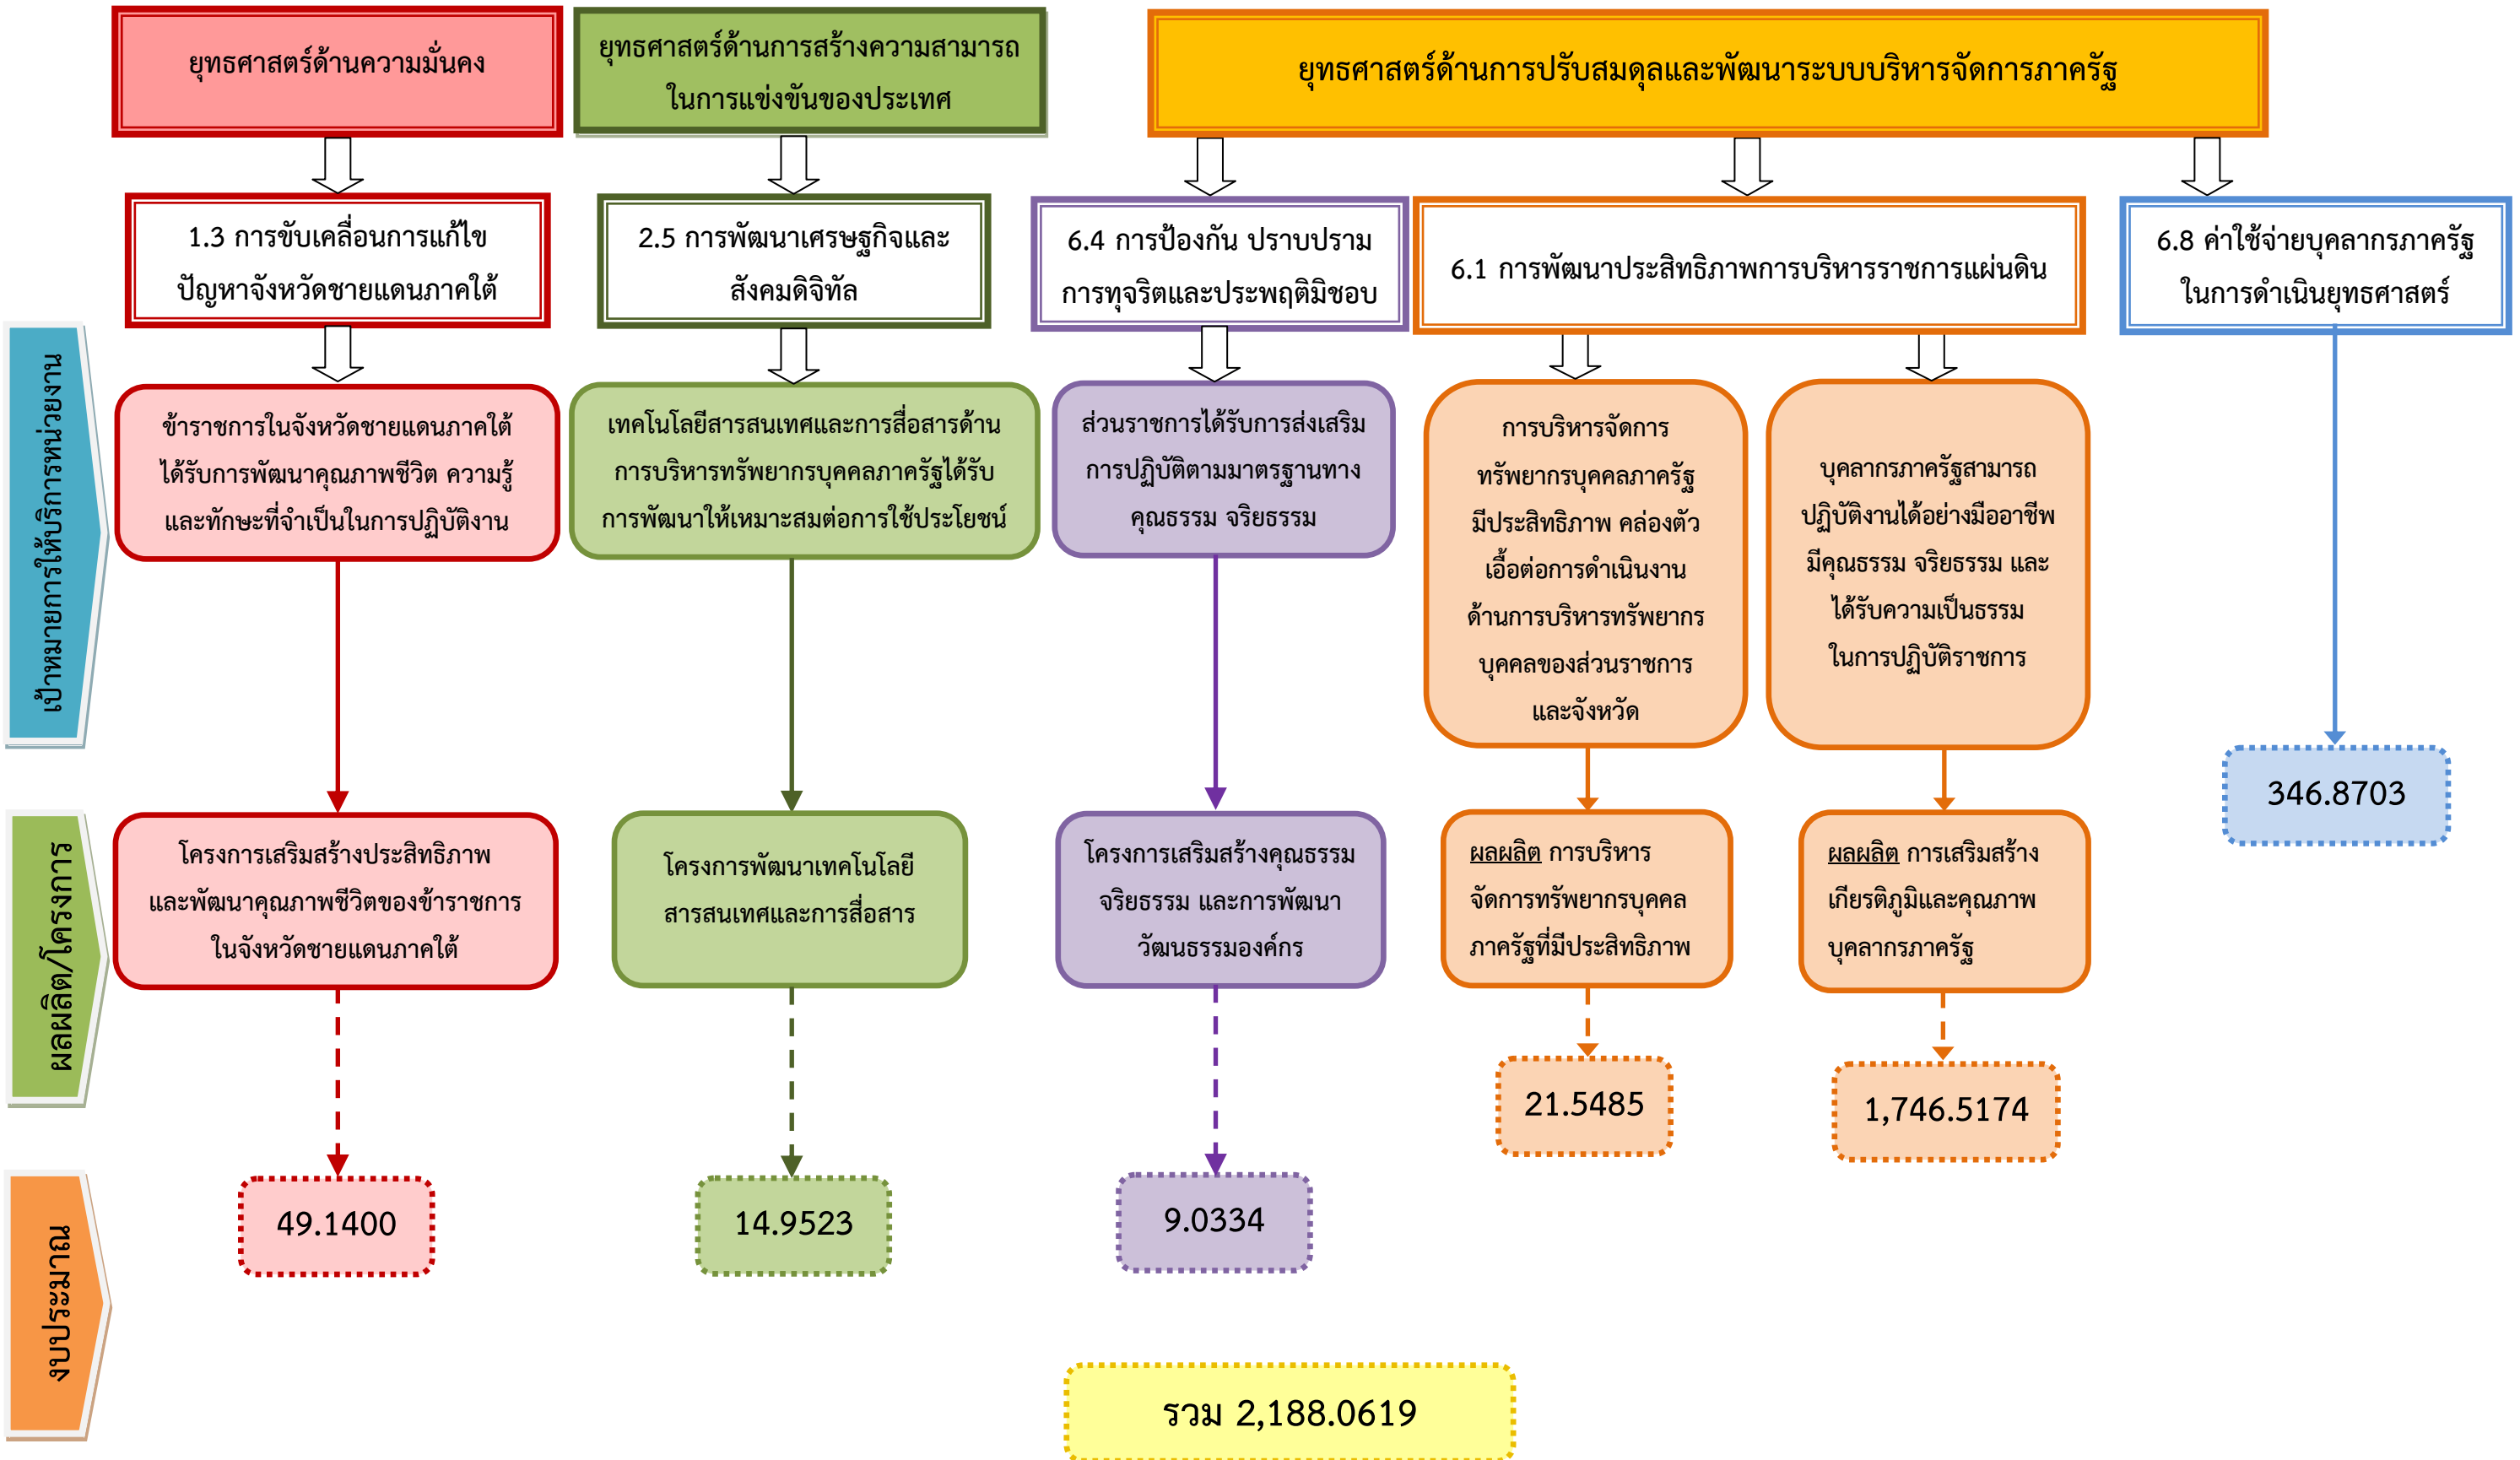 ยุทธศาสตร์ด้านความมั่นคง
ยุทธศาสตร์ด้านการสร้างความสามารถ
ในการแข่งขันของประเทศ
ยุทธศาสตร์ด้านการปรับสมดุลและพัฒนาระบบบริหารจัดการภาครัฐ
1.3 การขับเคลื่อนการแก้ไข
ปัญหาจังหวัดชายแดนภาคใต้
2.5 การพัฒนาเศรษฐกิจและ
สังคมดิจิทัล
6.4 การป้องกัน ปราบปราม
การทุจริตและประพฤติมิชอบ
6.1 การพัฒนาประสิทธิภาพการบริหารราชการแผ่นดิน
6.8 ค่าใช้จ่ายบุคลากรภาครัฐ
ในการดำเนินยุทธศาสตร์
เป้าหมายการให้บริการหน่วยงาน
ข้าราชการในจังหวัดชายแดนภาคใต้
ได้รับการพัฒนาคุณภาพชีวิต ความรู้
และทักษะที่จำเป็นในการปฏิบัติงาน
เทคโนโลยีสารสนเทศและการสื่อสารด้าน
การบริหารทรัพยากรบุคคลภาครัฐได้รับ
การพัฒนาให้เหมาะสมต่อการใช้ประโยชน์
ส่วนราชการได้รับการส่งเสริม
การปฏิบัติตามมาตรฐานทาง
คุณธรรม จริยธรรม
การบริหารจัดการ
ทรัพยากรบุคคลภาครัฐ
มีประสิทธิภาพ คล่องตัว
เอื้อต่อการดำเนินงาน
ด้านการบริหารทรัพยากร
บุคคลของส่วนราชการ
และจังหวัด
บุคลากรภาครัฐสามารถ
ปฏิบัติงานได้อย่างมืออาชีพ
มีคุณธรรม จริยธรรม และ
ได้รับความเป็นธรรม
ในการปฏิบัติราชการ
346.8703
ผลผลิต/โครงการ
โครงการเสริมสร้างประสิทธิภาพ
และพัฒนาคุณภาพชีวิตของข้าราชการ
ในจังหวัดชายแดนภาคใต้
โครงการพัฒนาเทคโนโลยี
สารสนเทศและการสื่อสาร
โครงการเสริมสร้างคุณธรรม
จริยธรรม และการพัฒนา
วัฒนธรรมองค์กร
ผลผลิต การบริหาร
จัดการทรัพยากรบุคคล
ภาครัฐที่มีประสิทธิภาพ
ผลผลิต การเสริมสร้าง
เกียรติภูมิและคุณภาพ
บุคลากรภาครัฐ
งบประมาณ
49.1400
14.9523
9.0334
21.5485
1,746.5174
รวม 2,188.0619